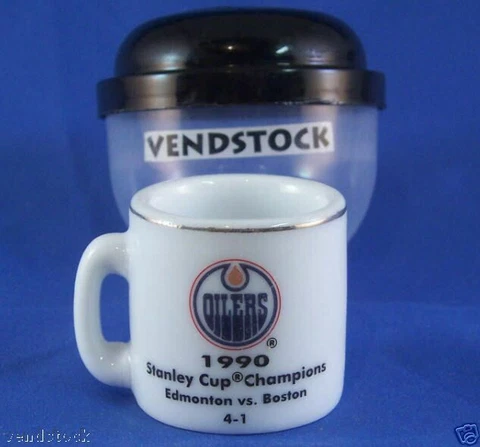 VENDSTOCK
OILERS
®
1990
Stanley Cup® Champions
Edmonton vs. Boston
4-1
vendstock